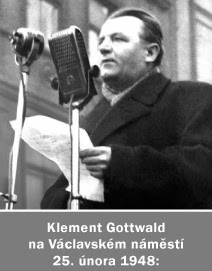 Klement Gottwald
na Václavském náměstí
25. února 1948: